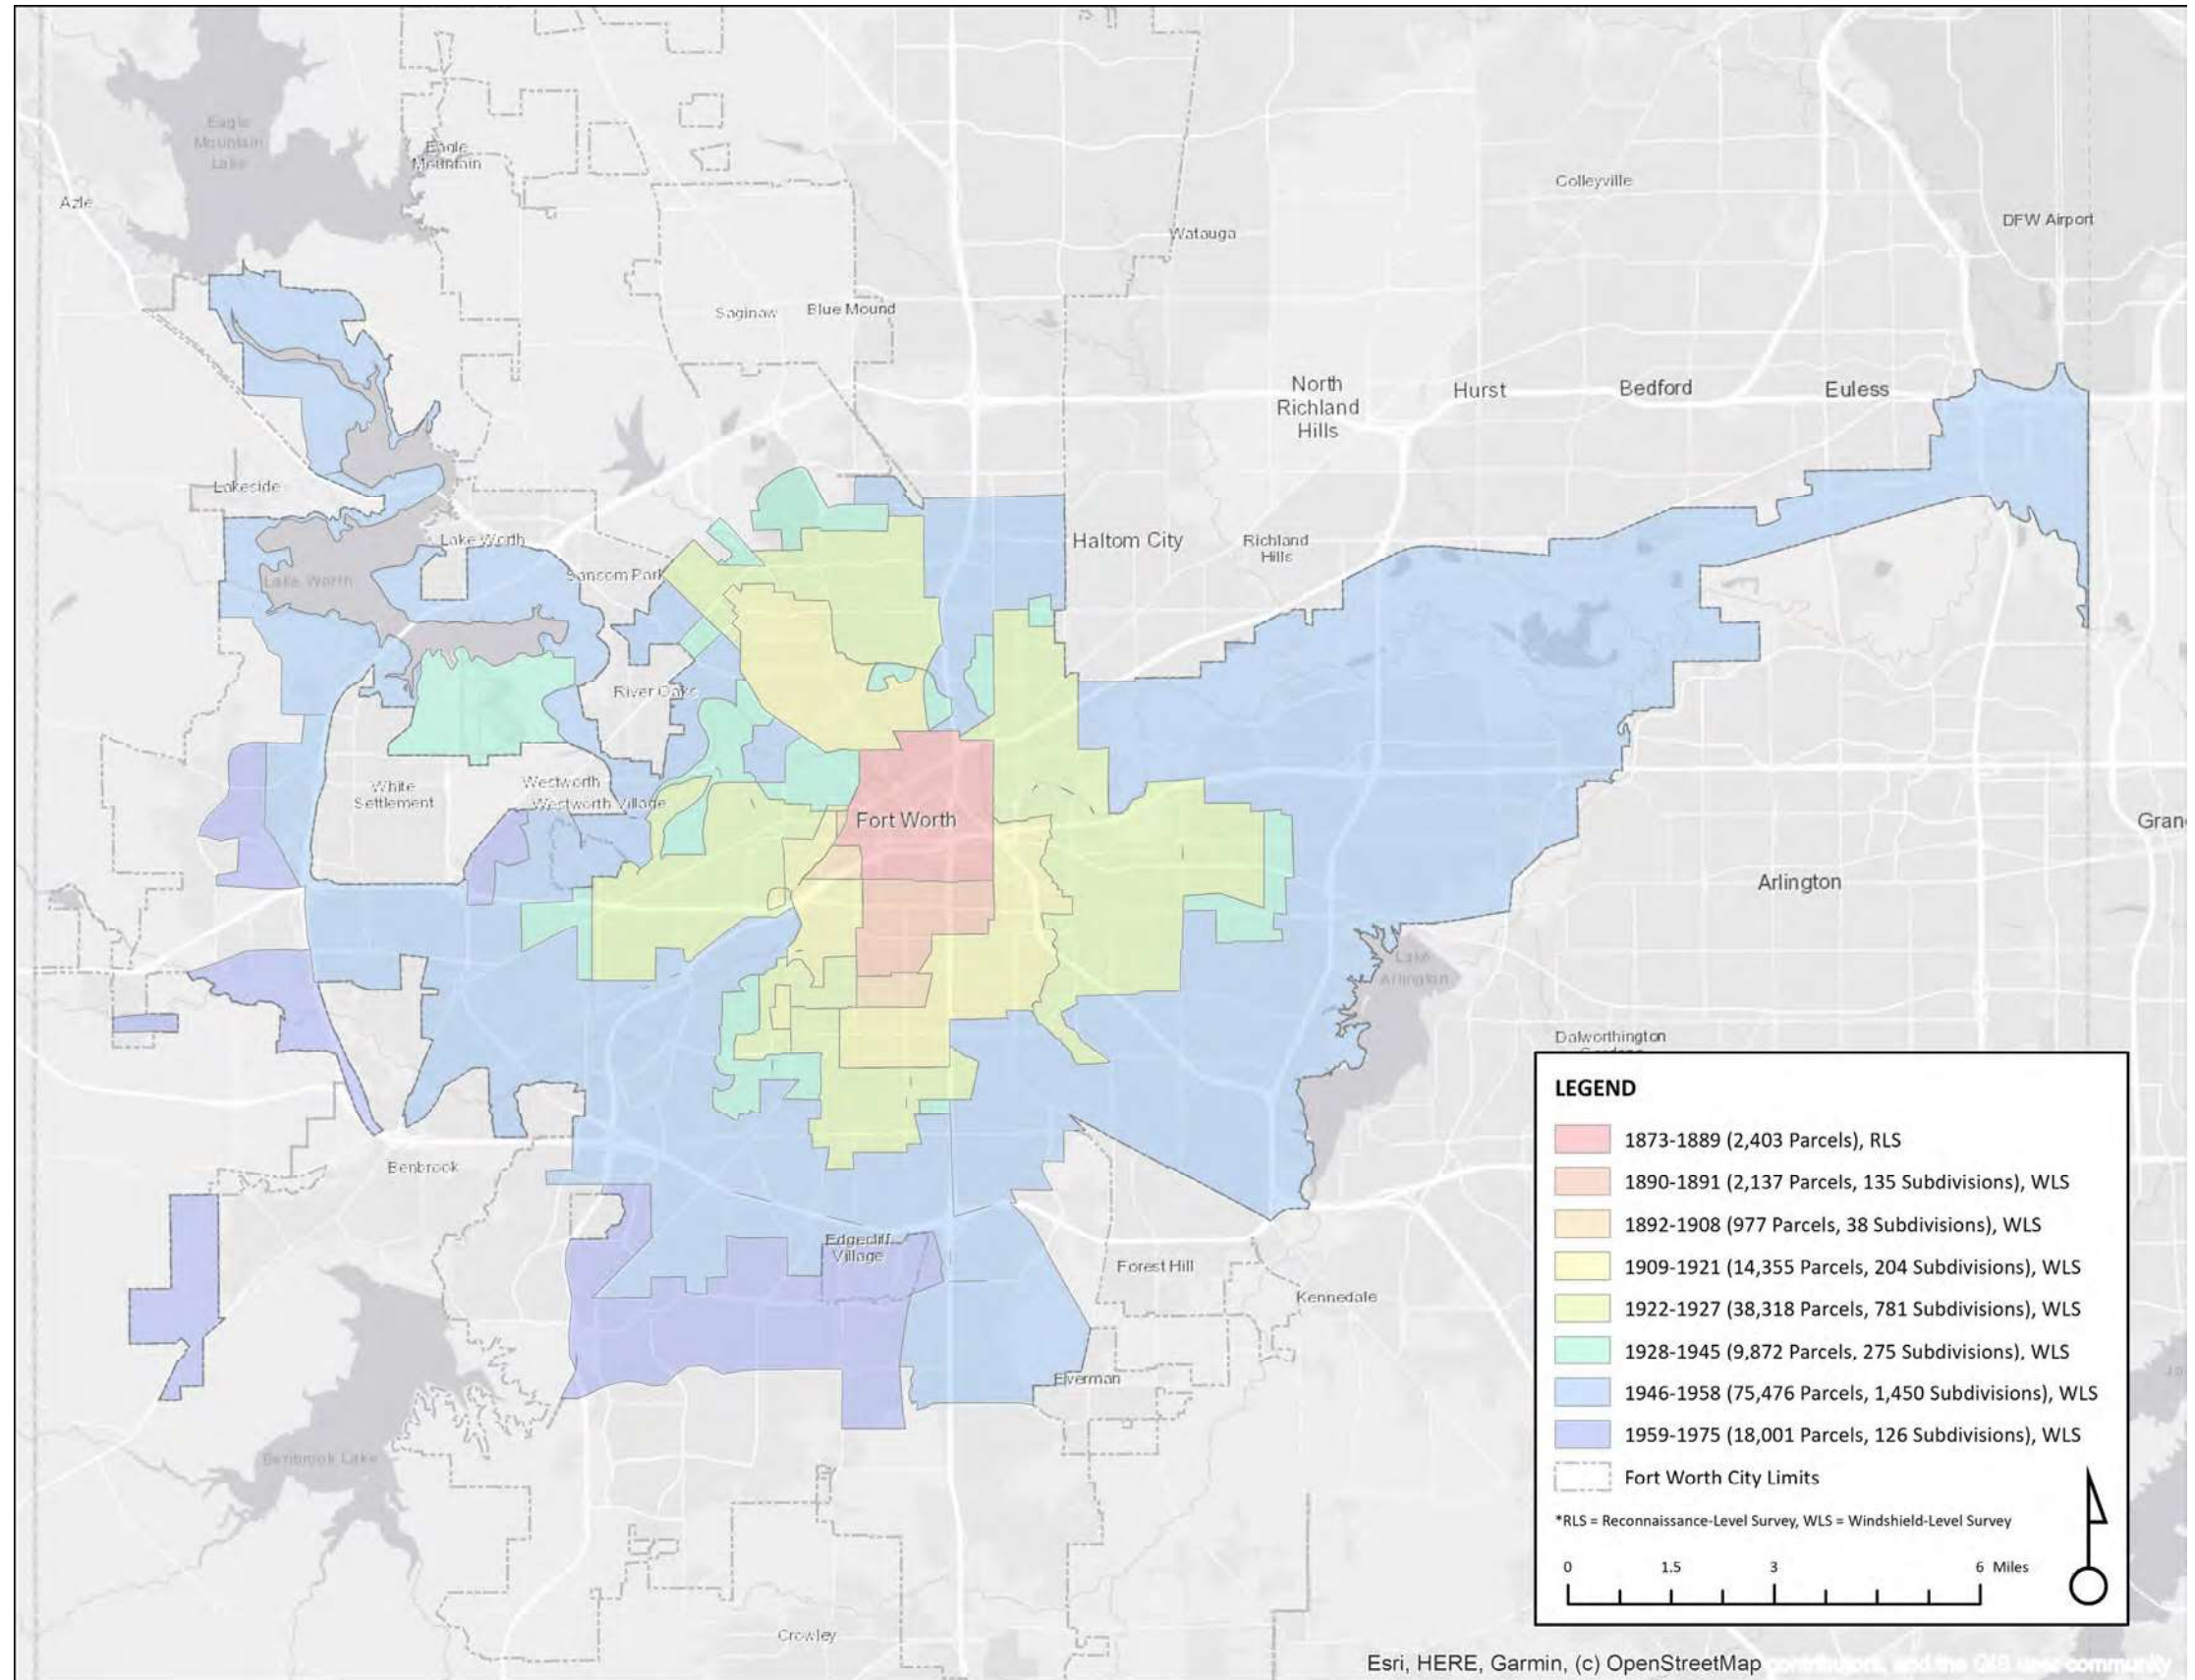 Eagle
Mountain
Lake
Eagle
Mountain
Azle
Colleyville
DFW Airport
Watauga
Saginaw
Blue Mound
North
Richland
Hills
Hurst
Bedford
Euless
Lakeside
Lake Worth
Haltom City
Richland
Hills
Sansom Park
Lake Worth
River Oaks
White
Settlement
Westworth
Westworth Village
Fort Worth
Gran
Arlington
Lake
Arlington
Dalworthington
Benbrook
Edgecliff
Village
Forest Hill
Kennedale
Everman
Benbrook Lake
Crowley
LEGEND
1873-1889 (2,403 Parcels), RLS
1890-1891 (2,137 Parcels, 135 Subdivisions), WLS
1892-1908 (977 Parcels, 38 Subdivisions), WLS
1909-1921 (14,355 Parcels, 204 Subdivisions), WLS
1922-1927 (38,318 Parcels, 781 Subdivisions), WLS
1928-1945 (9,872 Parcels, 275 Subdivisions), WLS
1946-1958 (75,476 Parcels, 1,450 Subdivisions), WLS
1959-1975 (18,001 Parcels, 126 Subdivisions), WLS
Fort Worth City Limits
*RLS = Reconnaissance-Level Survey, WLS = Windshield-Level Survey
0 1.5 3 6 Miles
Esri, HERE, Garmin, (c) OpenStreetMap contributors, and the GIS user community